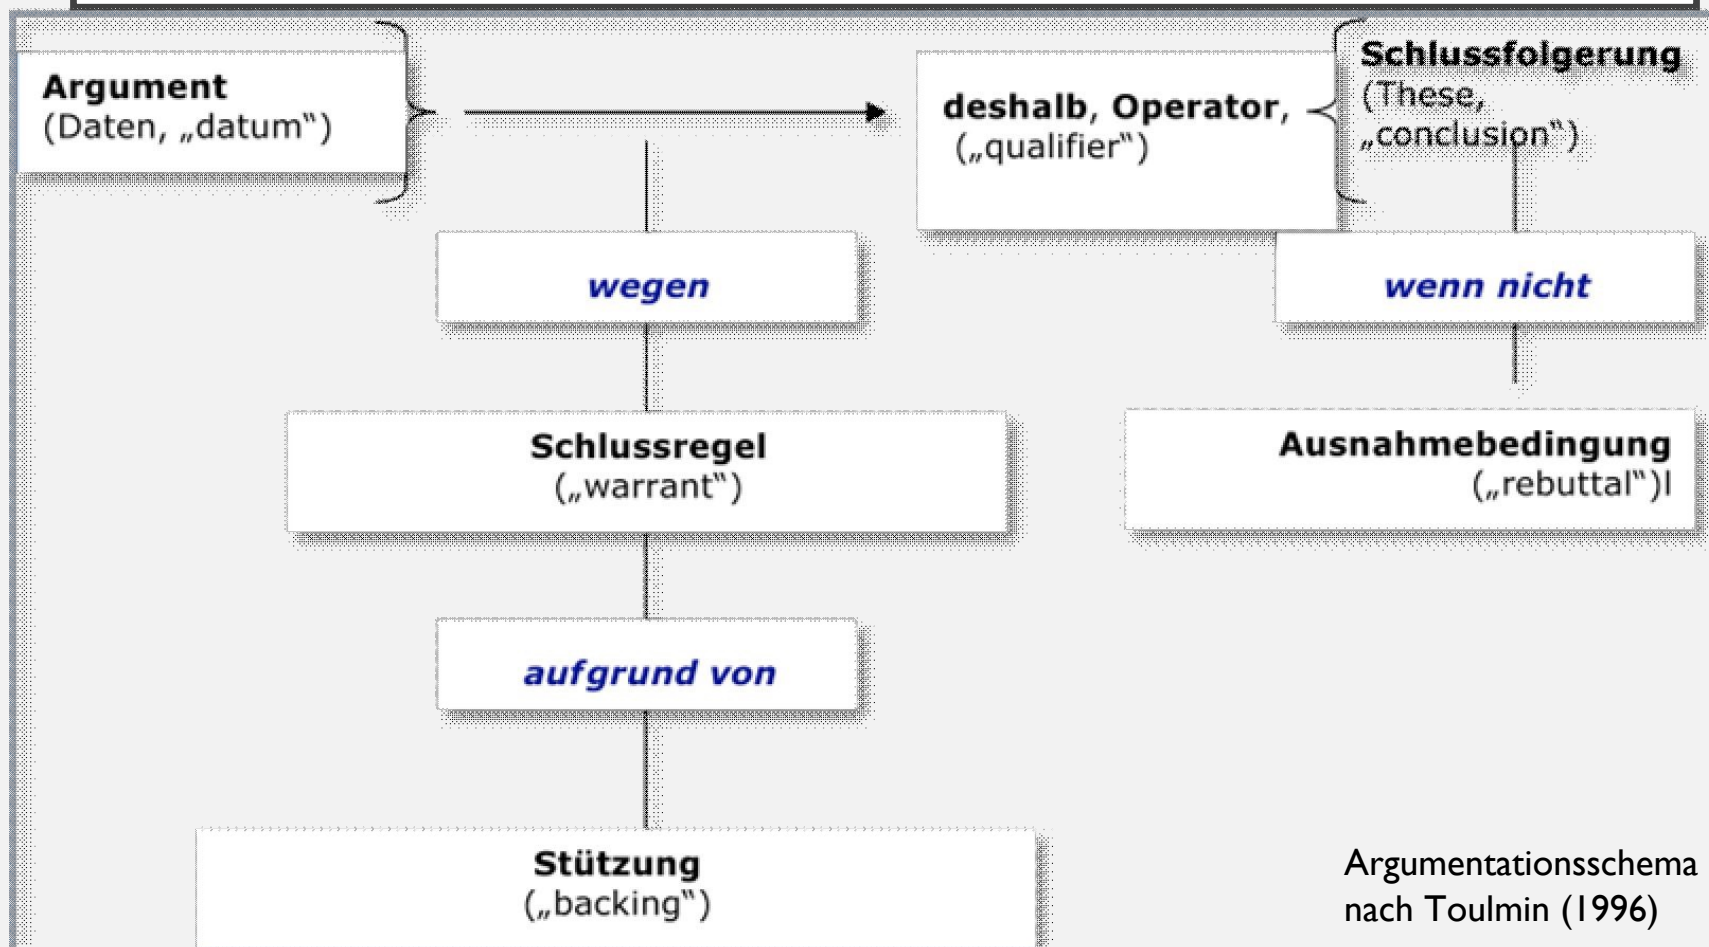 Argument
(Daten, „datum“)
deshalb, Operator,
(„qualifier“)
Schlussfolgerung
(These,
„conclusion“)
wegen
wenn nicht
Schlussregel
(„warrant“)
Ausnahmebedingung
(„rebuttal“)l
aufgrund von
Stützung
(„backing“)
Argumentationsschema
nach Toulmin (1996)